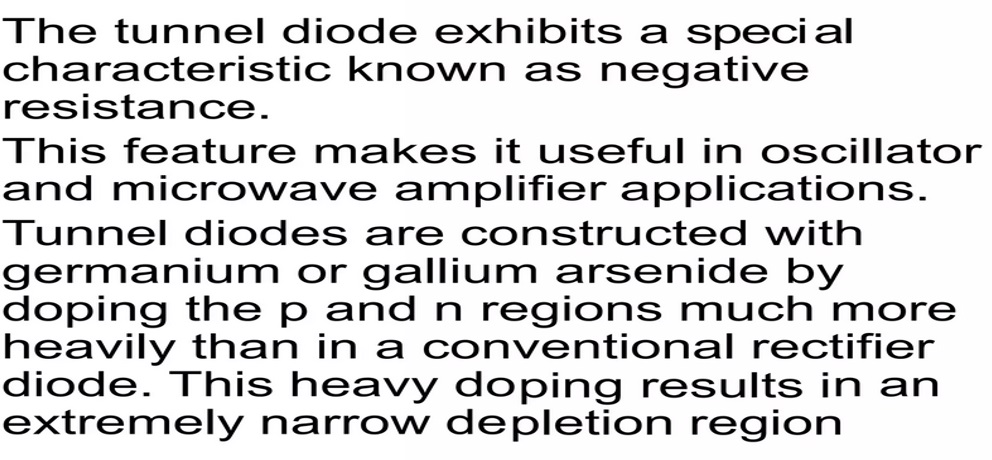 The tunnel diode exhibits a special
characteristic known as negative
resistance.
This feature makes it useful in oscillator
and microwave amplifier applications.
Tunnel diodes are constructed with
germanium or gallium arsenide by
doping the p and n regions much more
heavily than in a conventional rectifier
diode. This heavy doping results in an
extremely narrow depletion region